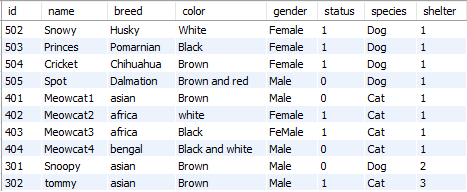 id name breed color gender status species shelter
502 Snowy Husky White Female 1 Dog 1
503 Princes Pomarnian Black Female 1 Dog 1
504 Cricket Chihuahua Brown Female 1 Dog 1
505 Spot Dalmation Brown and red Male 0 Dog 1
401 Meowcat1 asian Brown Male 0 Cat 1
402 Meowcat2 africa white Female 1 Cat 1
403 Meowcat3 africa Black FeMale 1 Cat 1
404 Meowcat4 bengal Black and white Male 0 Cat 1
301 Snoopy asian Brown Male 0 Dog 2
302 tommy asian Brown Male 1 Cat 3